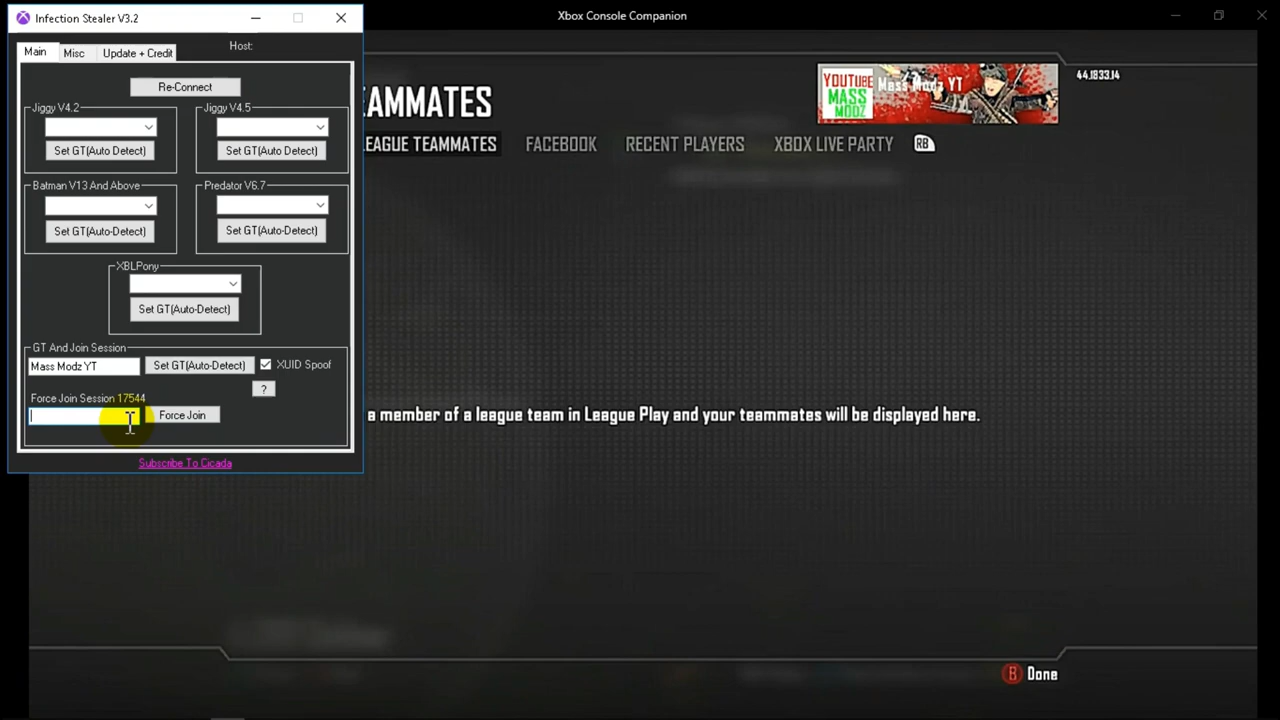 Infection Stealer V3.2
Xbox Console Companion
Main
Misc
Update + Credit
Host:
Re-Connect
Jiggy V4.2
Jiggy V4.5
Set GT(Auto Detect)
Set GT(Auto Detect)
Batman V13 And Above
Predator V6.7
Set GT(Auto-Detect)
Set GT(Auto-Detect)
XBLPony
Set GT(Auto-Detect)
GT And Join Session
Mass Modz YT
Set GT(Auto-Detect)
XUID Spoof
?
Force Join Session 17544
Force Join
Subscribe To Cicada
EAMMATES
YOUTUBE
MASS
MODZ
Mass Modz YT
44.1833.14
LEAGUE TEAMMATES
FACEBOOK
RECENT PLAYERS
XBOX LIVE PARTY
RB
a member of a league team in League Play and your teammates will be displayed here.
B Done